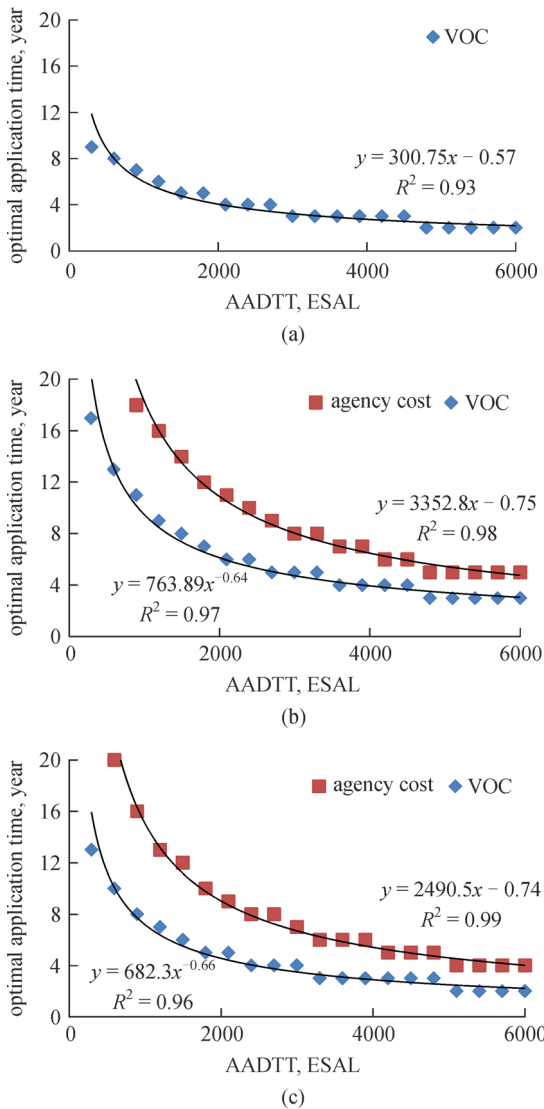 20
16
12
8
4
0
optimal application time, year
VOC
y = 300.75x − 0.57
R² = 0.93
0 2000 4000 6000
AADTT, ESAL
(a)
20
16
12
8
4
0
optimal application time, year
agency cost VOC
y = 3352.8x − 0.75
R² = 0.98
y = 763.89x⁻⁰·⁶⁴
R² = 0.97
0 2000 4000 6000
AADTT, ESAL
(b)
20
16
12
8
4
0
optimal application time, year
agency cost VOC
y = 2490.5x − 0.74
R² = 0.99
y = 682.3x⁻⁰·⁶⁶
R² = 0.96
0 2000 4000 6000
AADTT, ESAL
(c)